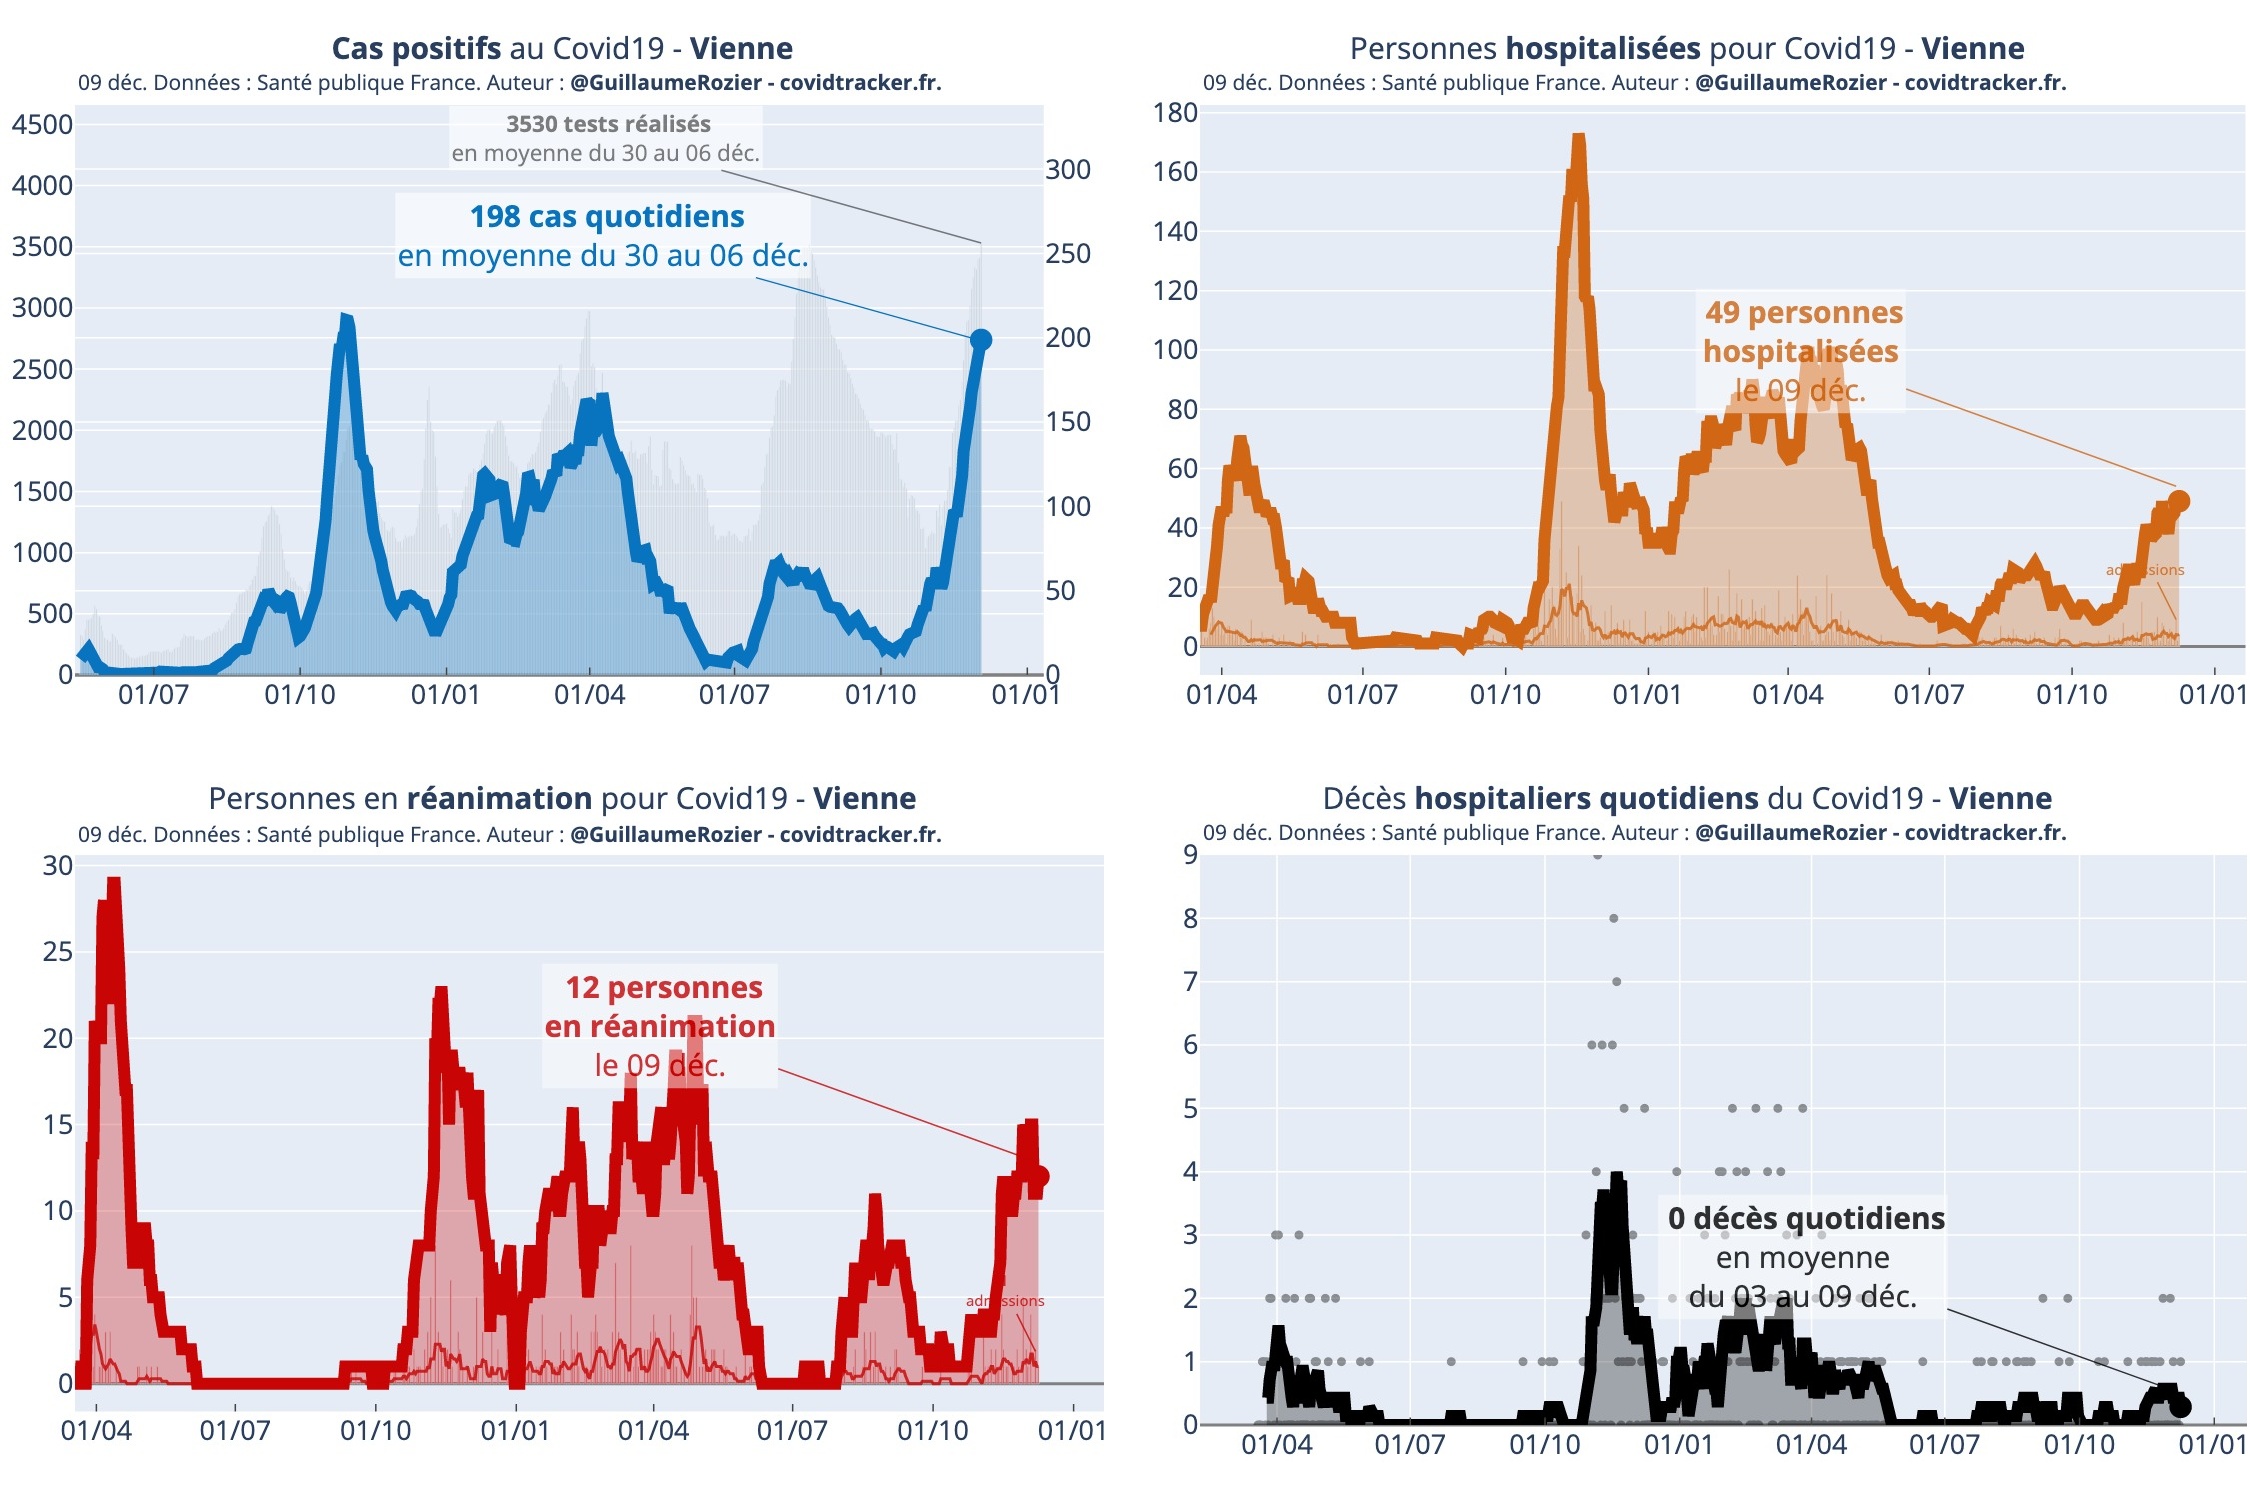 Cas positifs au Covid19 - Vienne
09 déc. Données : Santé publique France. Auteur : @GuillaumeRozier - covidtracker.fr.
3530 tests réalisés
en moyenne du 30 au 06 déc.
198 cas quotidiens
en moyenne du 30 au 06 déc.
4500
4000
3500
3000
2500
2000
1500
1000
500
0
300
250
200
150
100
50
0
01/07 01/10 01/01 01/04 01/07 01/10 01/01
Personnes hospitalisées pour Covid19 - Vienne
09 déc. Données : Santé publique France. Auteur : @GuillaumeRozier - covidtracker.fr.
180
160
140
120
100
80
60
40
20
0
49 personnes
hospitalisées
le 09 déc.
admissions
01/04 01/07 01/10 01/01 01/04 01/07 01/10 01/01
Personnes en réanimation pour Covid19 - Vienne
09 déc. Données : Santé publique France. Auteur : @GuillaumeRozier - covidtracker.fr.
30
25
20
15
10
5
0
12 personnes
en réanimation
le 09 déc.
admissions
01/04 01/07 01/10 01/01 01/04 01/07 01/10 01/01
Décès hospitaliers quotidiens du Covid19 - Vienne
09 déc. Données : Santé publique France. Auteur : @GuillaumeRozier - covidtracker.fr.
9
8
7
6
5
4
3
2
1
0
0 décès quotidiens
en moyenne
du 03 au 09 déc.
01/04 01/07 01/10 01/01 01/04 01/07 01/10 01/01